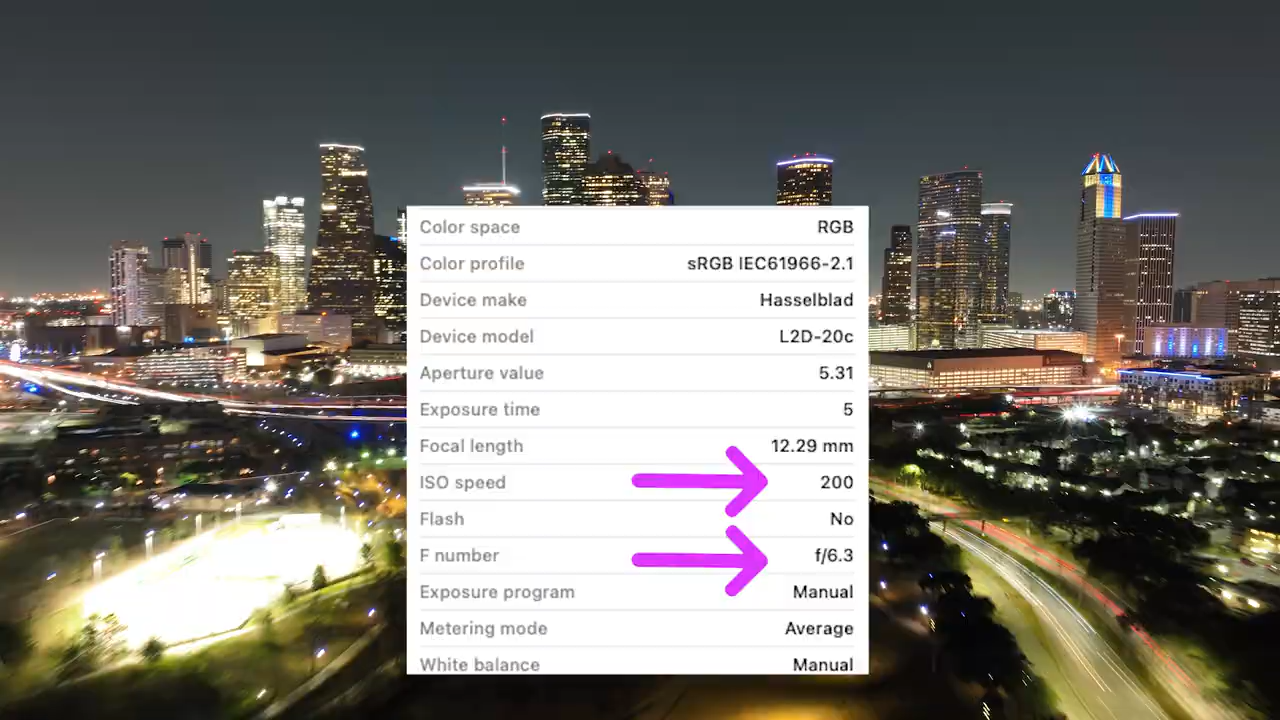 Color space RGB
Color profile sRGB IEC61966-2.1
Device make Hasselblad
Device model L2D-20c
Aperture value 5.31
Exposure time 5
Focal length 12.29 mm
ISO speed 200
Flash No
F number f/6.3
Exposure program Manual
Metering mode Average
White balance Manual